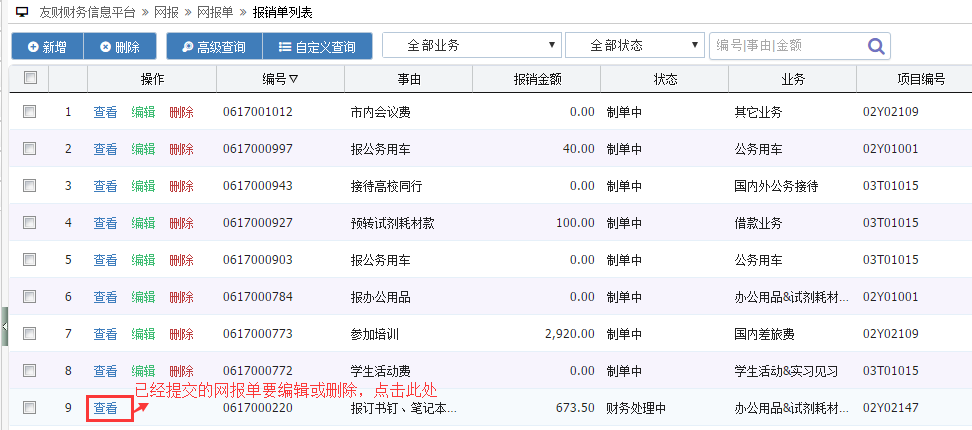 友财财务信息平台 » 网报 » 网报单 » 报销单列表
新增 删除 高级查询 自定义查询 全部业务 ▼ 全部状态 ▼ 编号|事由|金额
操作 编号▽ 事由 报销金额 状态 业务 项目编号
1 查看 编辑 删除 0617001012 市内会议费 0.00 制单中 其它业务 02Y02109
2 查看 编辑 删除 0617000997 报公务用车 40.00 制单中 公务用车 02Y01001
3 查看 编辑 删除 0617000943 接待高校同行 0.00 制单中 国内外公务接待 03T01015
4 查看 编辑 删除 0617000927 预转试剂耗材款 100.00 制单中 借款业务 03T01015
5 查看 编辑 删除 0617000903 报公务用车 0.00 制单中 公务用车 03T01015
6 查看 编辑 删除 0617000784 报办公用品 0.00 制单中 办公用品&试剂耗材... 02Y01001
7 查看 编辑 删除 0617000773 参加培训 2,920.00 制单中 国内差旅费 02Y02109
8 查看 编辑 删除 0617000772 学生活动费 0.00 制单中 学生活动&实习见习 03T01015
已经提交的网报单要编辑或删除，点击此处
9 查看 0617000220 报订书钉、笔记本... 673.50 财务处理中 办公用品&试剂耗材... 02Y02147